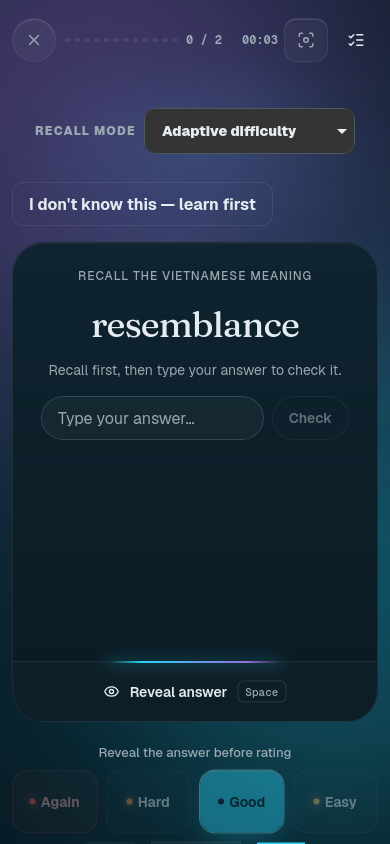 0 / 2 00:03
RECALL MODE Adaptive difficulty
I don't know this — learn first
RECALL THE VIETNAMESE MEANING
resemblance
Recall first, then type your answer to check it.
Type your answer... Check
Reveal answer Space
Reveal the answer before rating
Again Hard Good Easy